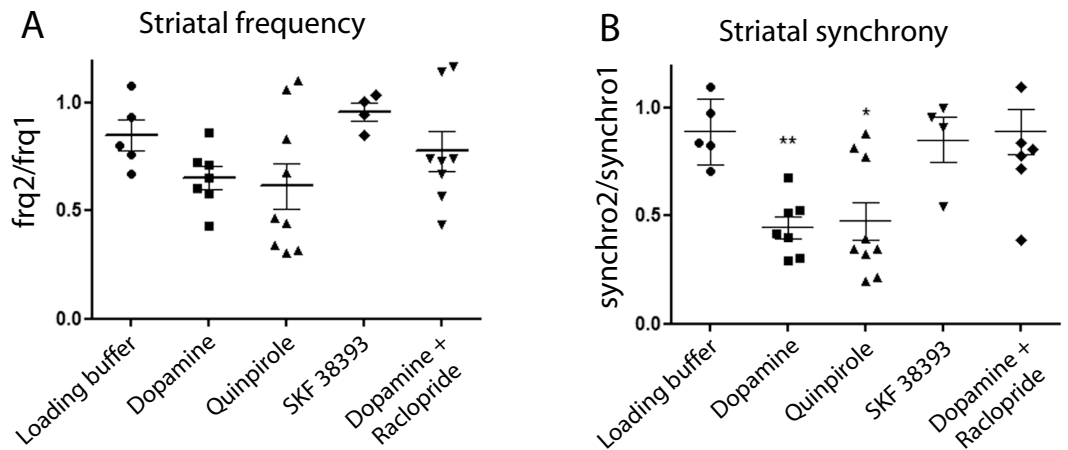 A
Striatal frequency
frq2/frq1
1.0
0.5
0.0
Loading buffer
Dopamine
Quinpirole
SKF 38393
Dopamine +
Raclopride
B
Striatal synchrony
synchro2/synchro1
1.0
0.5
0.0
**
*
Loading buffer
Dopamine
Quinpirole
SKF 38393
Dopamine +
Raclopride